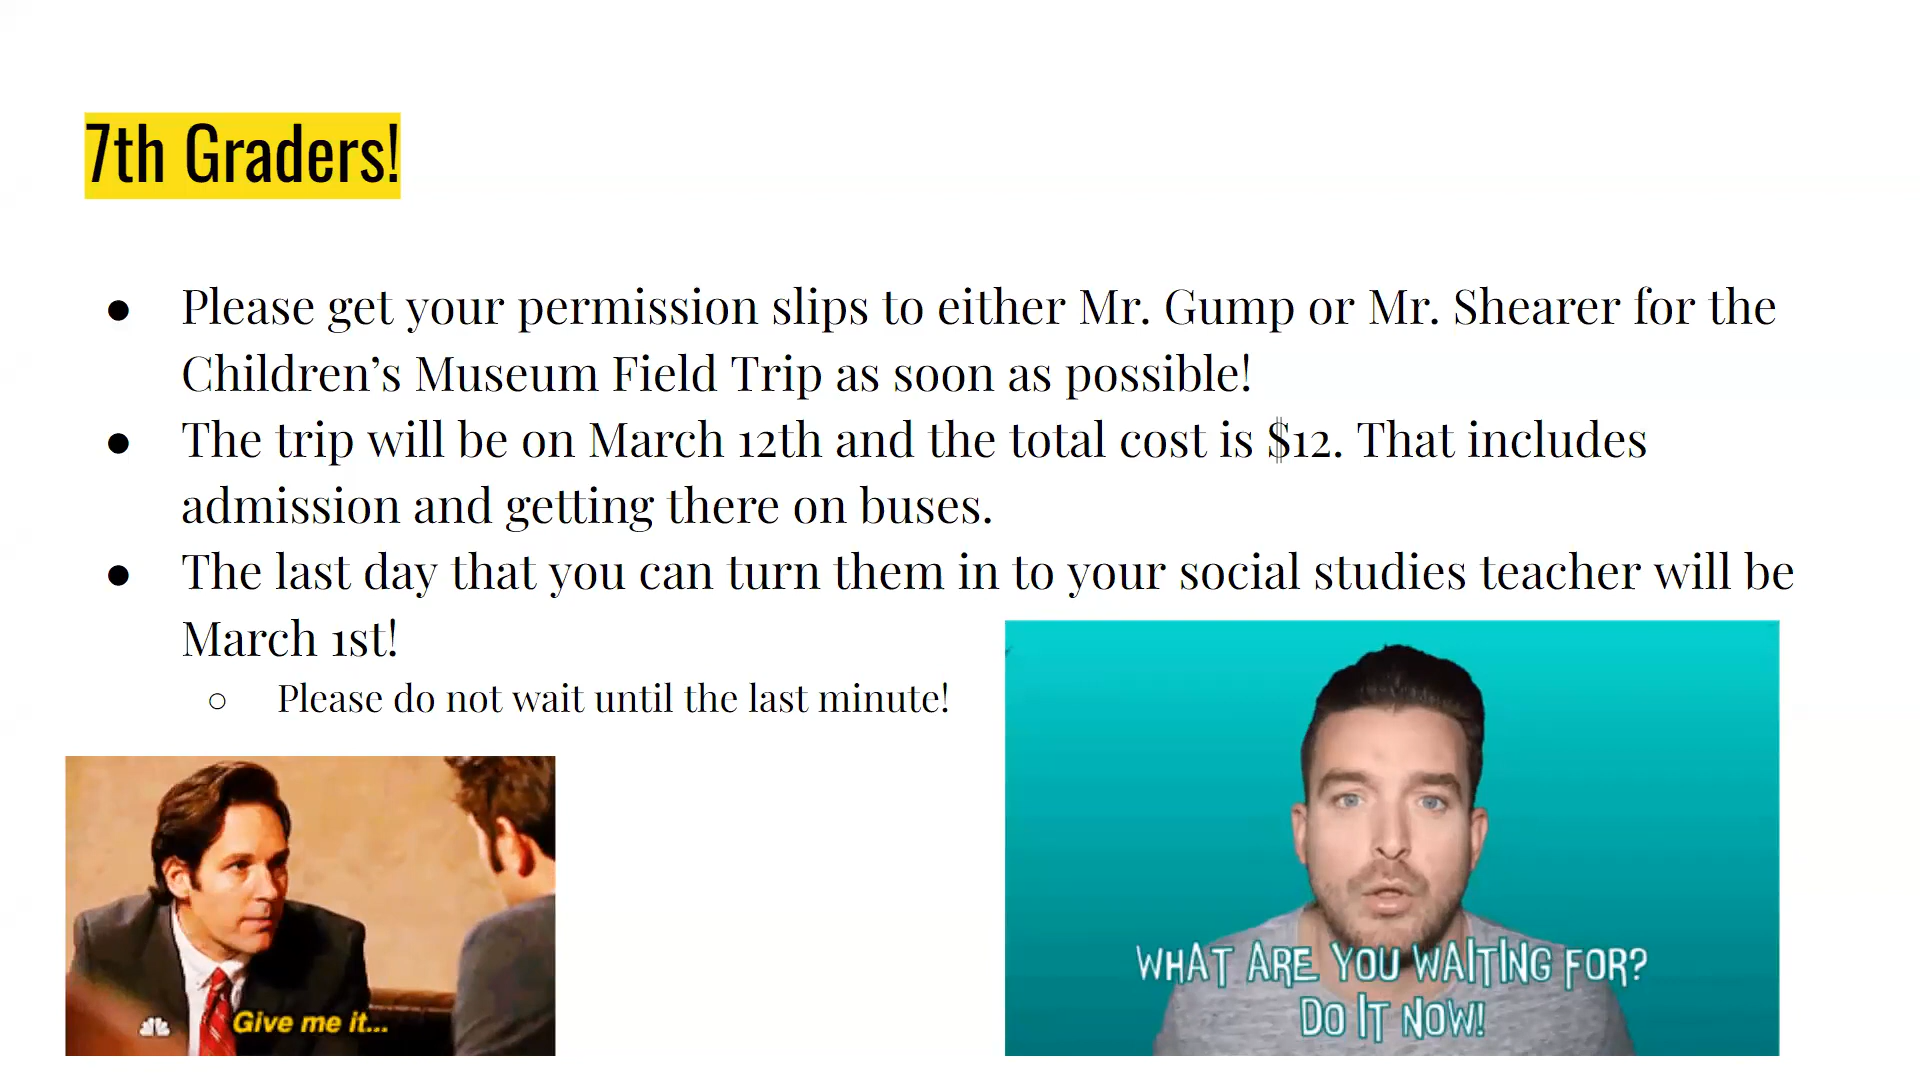 7th Graders!
● Please get your permission slips to either Mr. Gump or Mr. Shearer for the
Children’s Museum Field Trip as soon as possible!
● The trip will be on March 12th and the total cost is $12. That includes
admission and getting there on buses.
● The last day that you can turn them in to your social studies teacher will be
March 1st!
○ Please do not wait until the last minute!
Give me it...
WHAT ARE YOU WAITING FOR?
DO IT NOW!